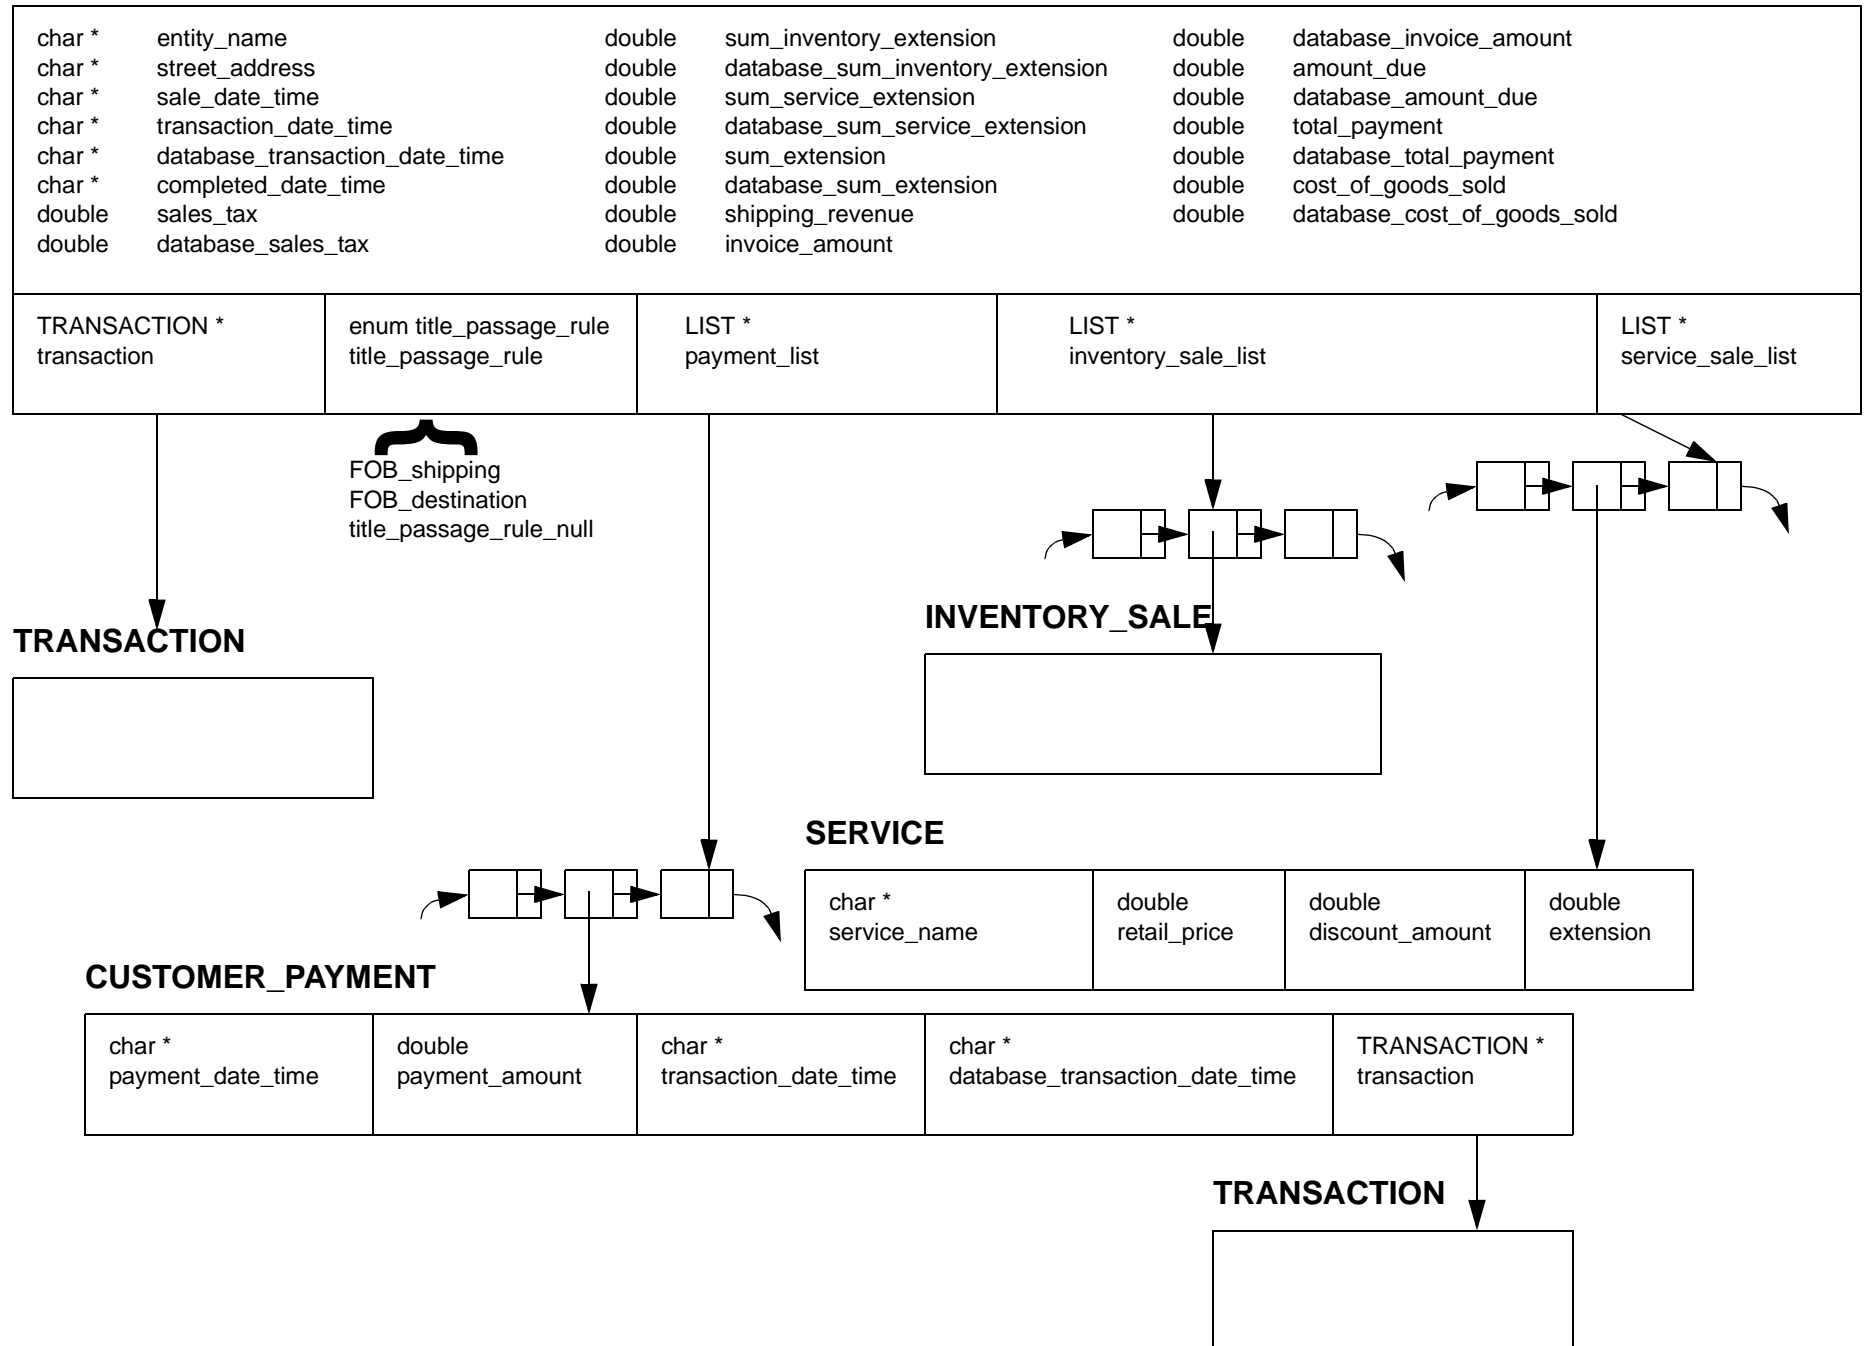 char * entity_name double sum_inventory_extension double database_invoice_amount
char * street_address double database_sum_inventory_extension double amount_due
char * sale_date_time double sum_service_extension double database_amount_due
char * transaction_date_time double database_sum_service_extension double total_payment
char * database_transaction_date_time double sum_extension double database_total_payment
char * completed_date_time double database_sum_extension double cost_of_goods_sold
double sales_tax double shipping_revenue double database_cost_of_goods_sold
double database_sales_tax double invoice_amount
TRANSACTION *
transaction
enum title_passage_rule
title_passage_rule
LIST *
payment_list
LIST *
inventory_sale_list
LIST *
service_sale_list
FOB_shipping
FOB_destination
title_passage_rule_null
TRANSACTION
INVENTORY_SALE
SERVICE
char *
service_name
double
retail_price
double
discount_amount
double
extension
CUSTOMER_PAYMENT
char *
payment_date_time
double
payment_amount
char *
transaction_date_time
char *
database_transaction_date_time
TRANSACTION *
transaction
TRANSACTION